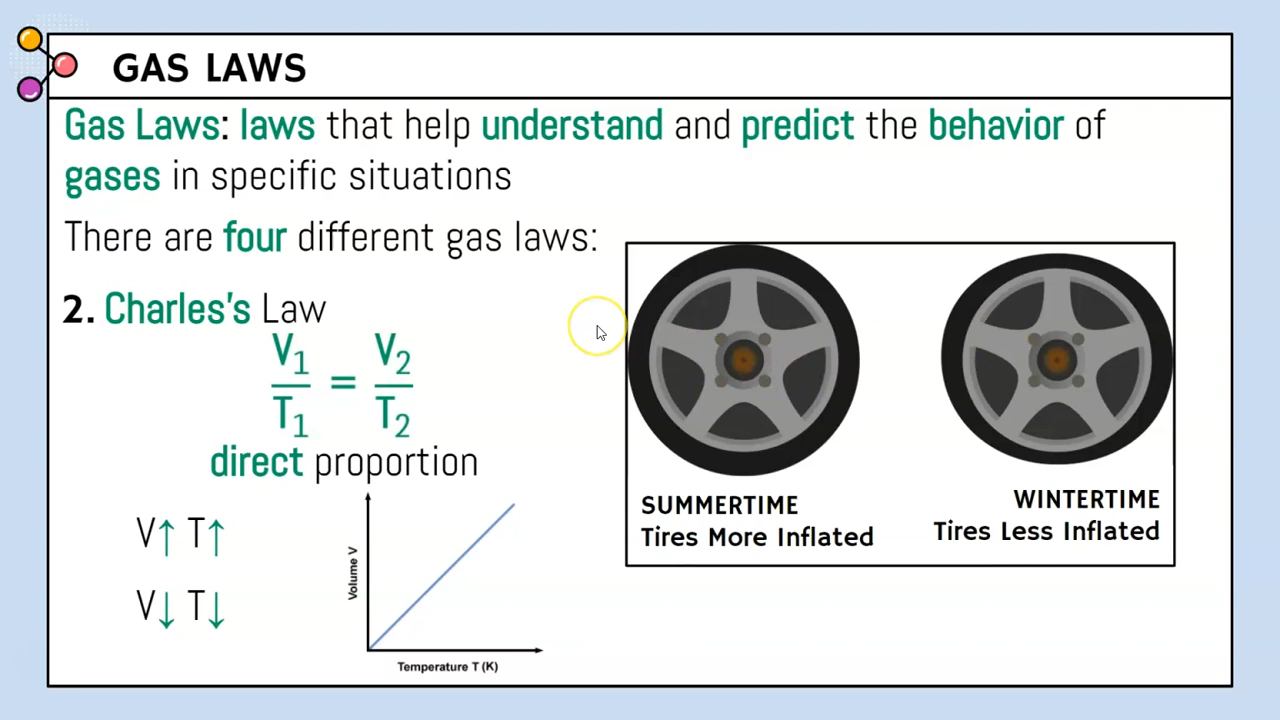 GAS LAWS
Gas Laws: laws that help understand and predict the behavior of
gases in specific situations
There are four different gas laws:
2. Charles's Law
V₁/T₁ = V₂/T₂
direct proportion
V↑ T↑
V↓ T↓
Volume V
Temperature T (K)
SUMMERTIME
Tires More Inflated
WINTERTIME
Tires Less Inflated